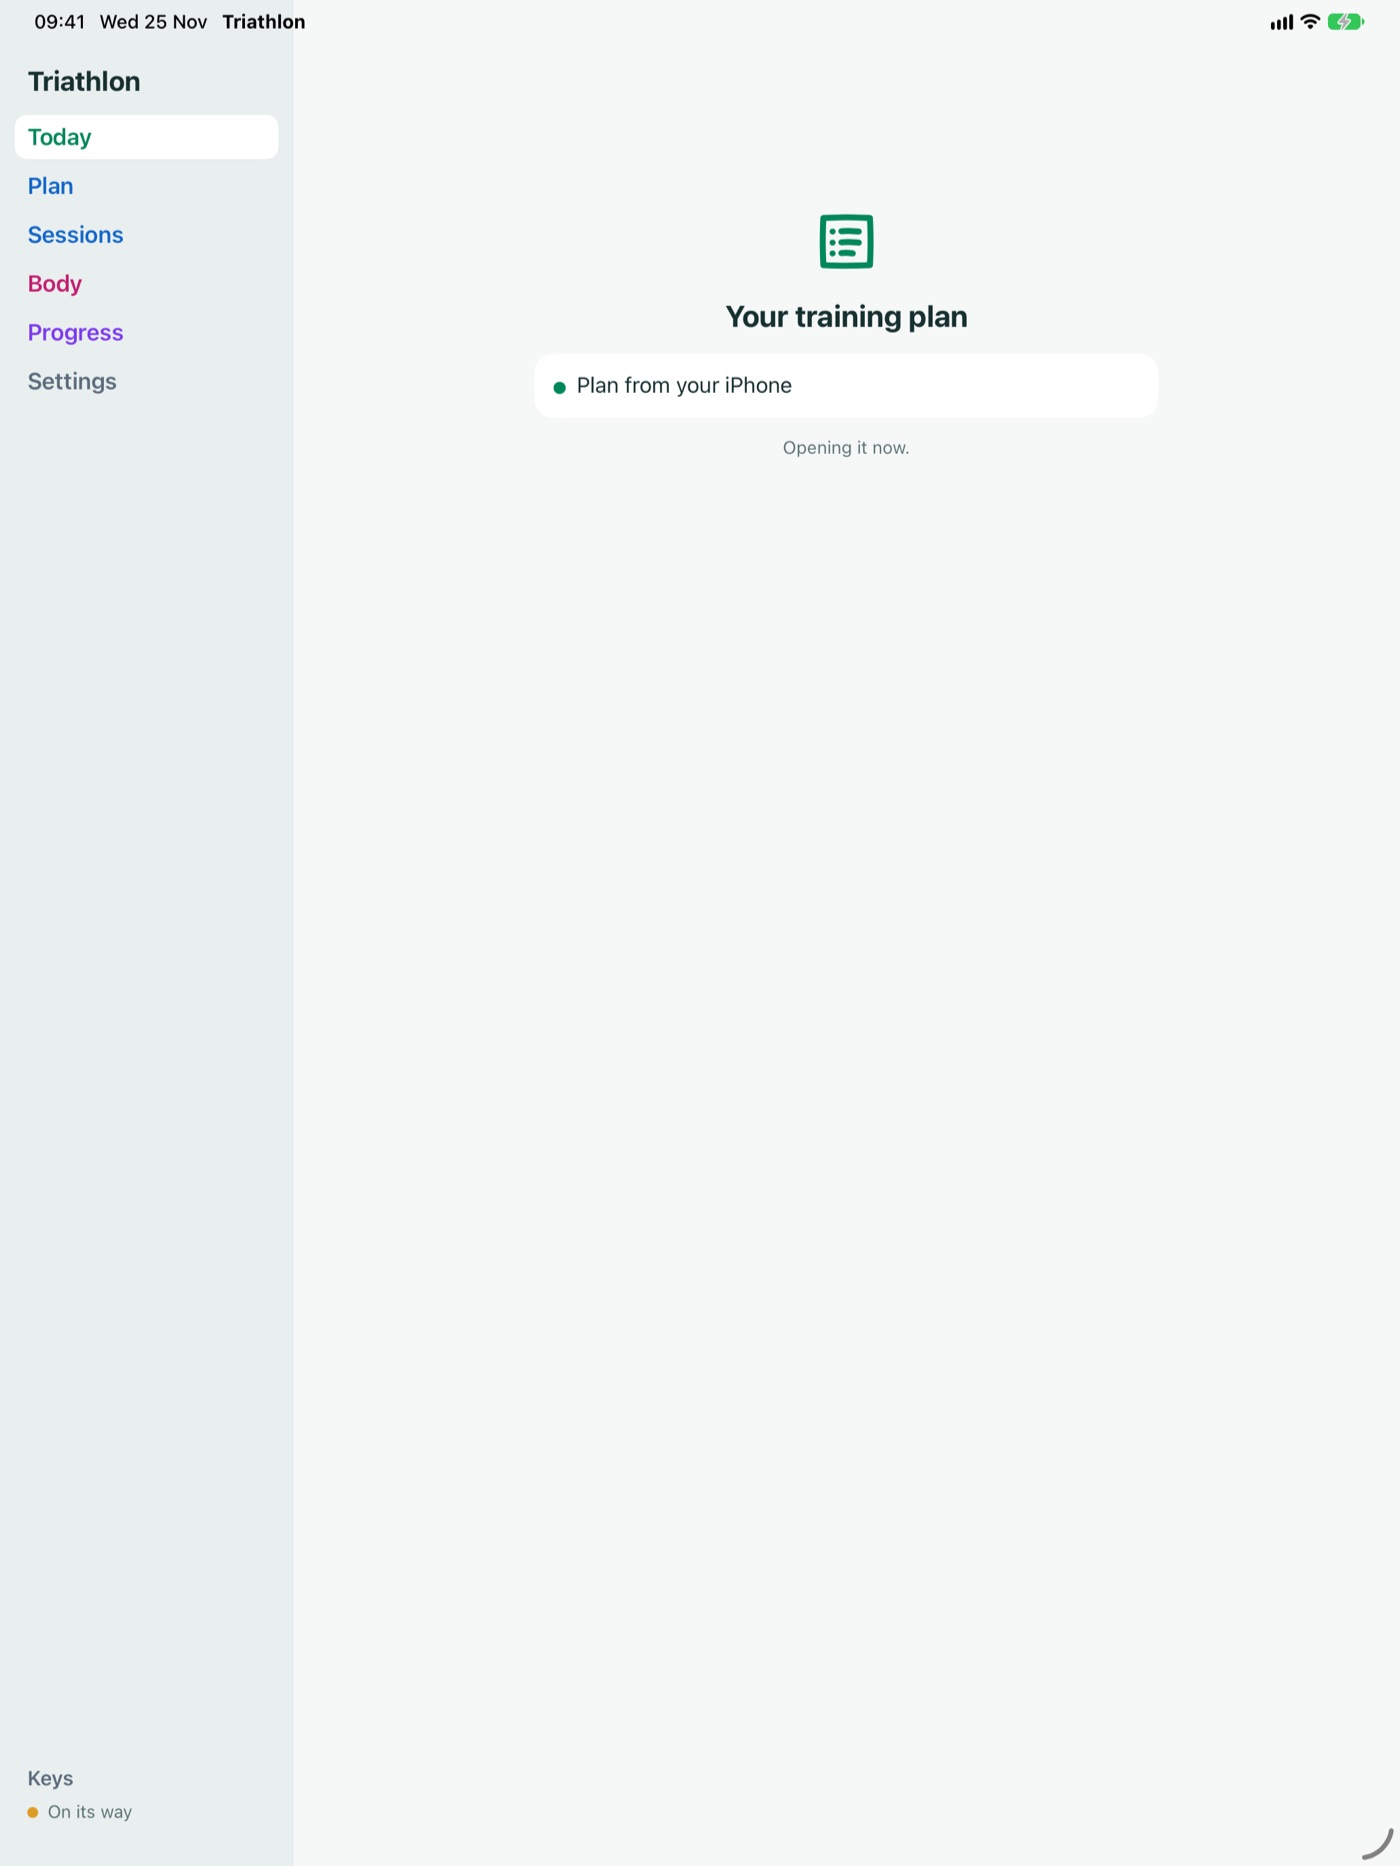 09:41 Wed 25 Nov Triathlon
Triathlon
Today
Plan
Sessions
Body
Progress
Settings
Your training plan
Plan from your iPhone
Opening it now.
Keys
On its way